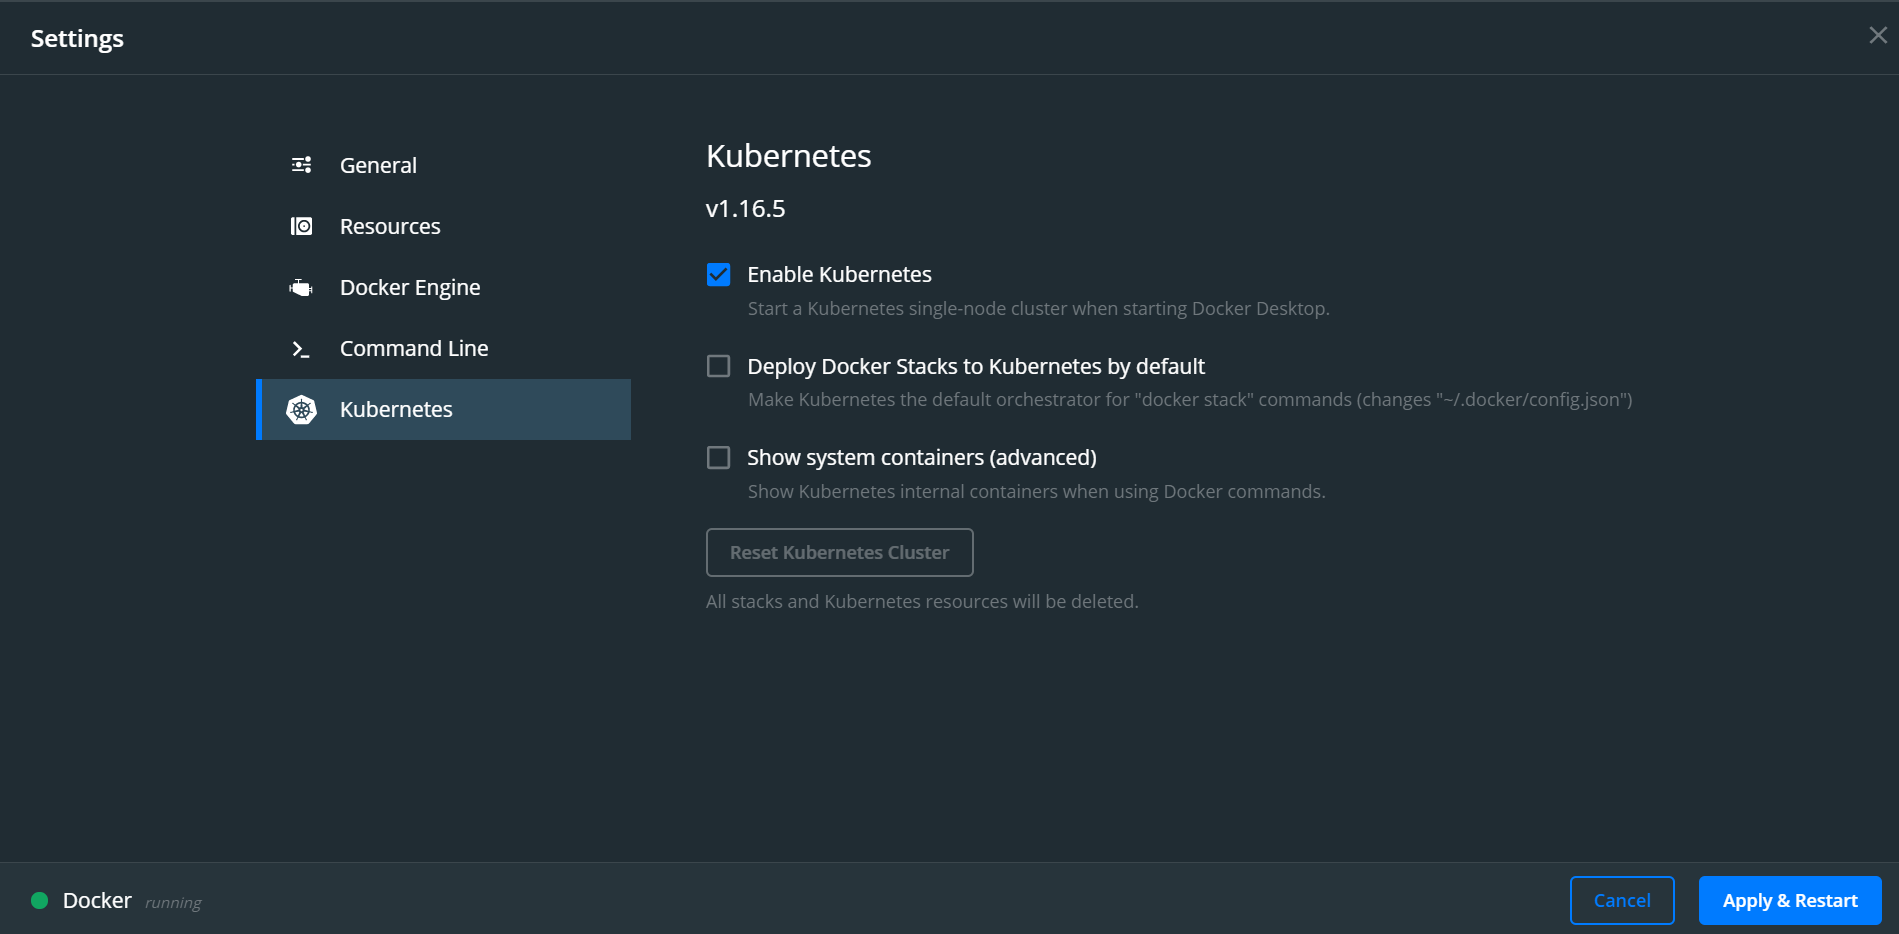 Settings
General
Resources
Docker Engine
Command Line
Kubernetes
Kubernetes
v1.16.5
Enable Kubernetes
Start a Kubernetes single-node cluster when starting Docker Desktop.
Deploy Docker Stacks to Kubernetes by default
Make Kubernetes the default orchestrator for "docker stack" commands (changes "~/.docker/config.json")
Show system containers (advanced)
Show Kubernetes internal containers when using Docker commands.
Reset Kubernetes Cluster
All stacks and Kubernetes resources will be deleted.
Docker running
Cancel
Apply & Restart